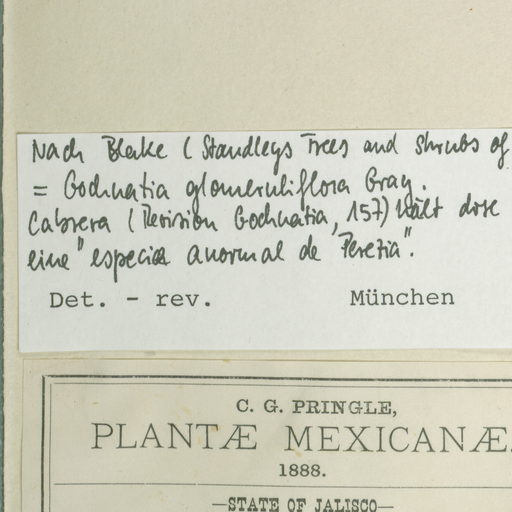 Nach Blake (Standleys Trees and Shrubs of
= Gochnatia glomeruliflora Gray.
Cabrera (Revision Gochnatia, 157) hält diese
eine "especie anormal de Perezia".
Det. - rev. München
C. G. PRINGLE,
PLANTÆ MEXICANÆ.
1888.
—STATE OF JALISCO—